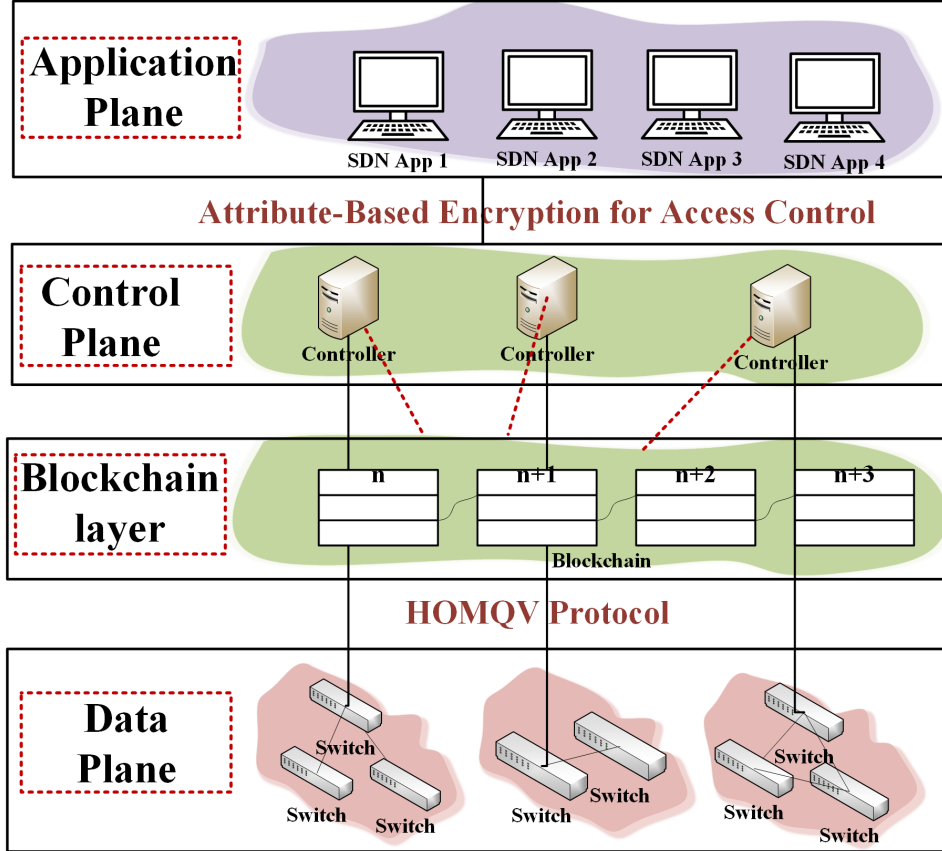 Application
Plane
SDN App 1
SDN App 2
SDN App 3
SDN App 4
Attribute-Based Encryption for Access Control
Control
Plane
Controller
Controller
Controller
Blockchain
layer
n
n+1
n+2
n+3
Blockchain
HOMQV Protocol
Data
Plane
Switch
Switch
Switch
Switch
Switch
Switch
Switch
Switch